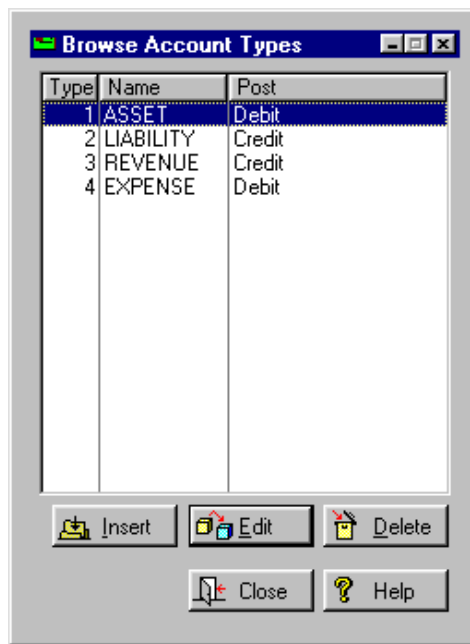 Browse Account Types
Type Name Post
1 ASSET Debit
2 LIABILITY Credit
3 REVENUE Credit
4 EXPENSE Debit
Insert Edit Delete
Close Help